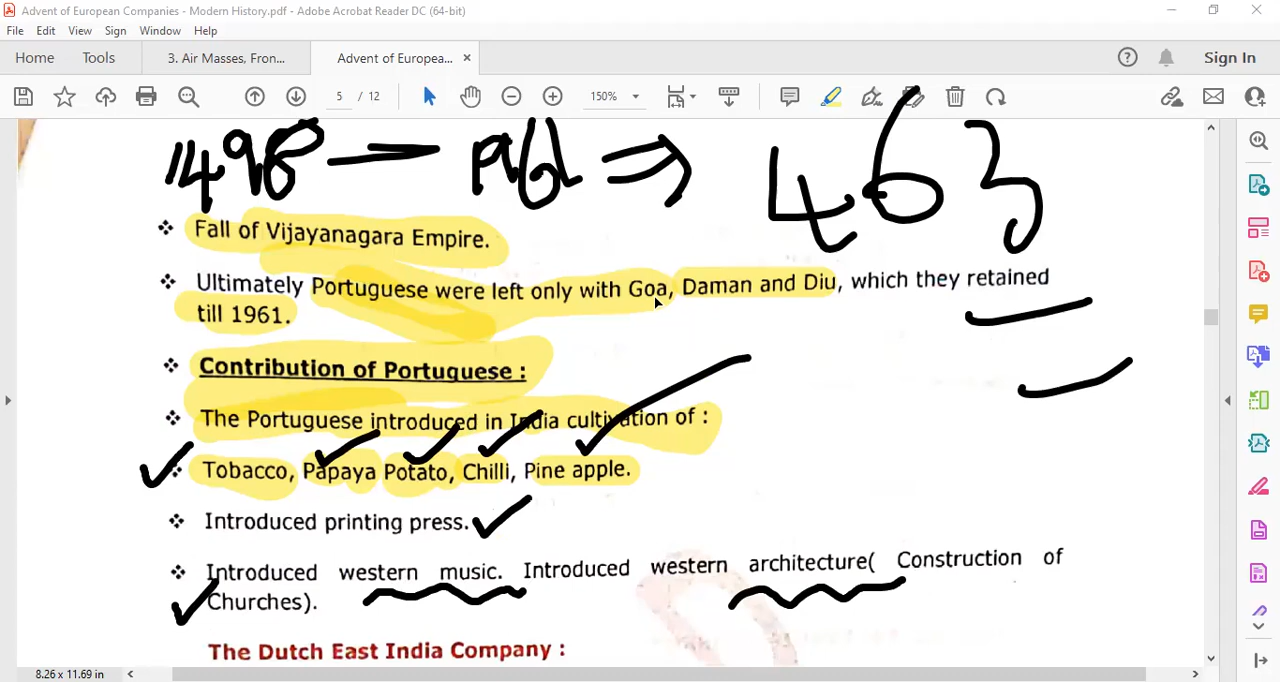 Advent of European Companies - Modern History.pdf - Adobe Acrobat Reader DC (64-bit)
File Edit View Sign Window Help
Home Tools 3. Air Masses, Fron... Advent of Europea... × Sign In
5 / 12 150%
1498 — 1961 ⇒ 463
❖ Fall of Vijayanagara Empire.
❖ Ultimately Portuguese were left only with Goa, Daman and Diu, which they retained
till 1961.
❖ Contribution of Portuguese :
❖ The Portuguese introduced in India cultivation of :
❖ Tobacco, Papaya Potato, Chilli, Pine apple.
❖ Introduced printing press.
❖ Introduced western music. Introduced western architecture( Construction of
Churches).
The Dutch East India Company :
8.26 x 11.69 in